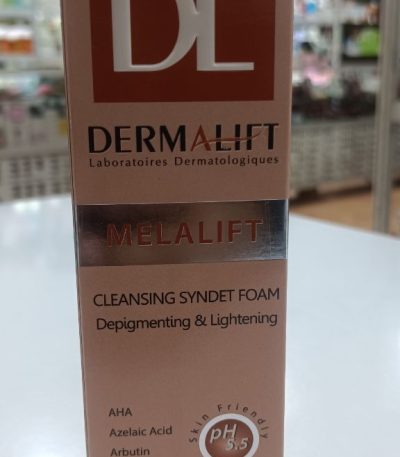 DL
DERMALIFT
Laboratoires Dermatologiques
MELALIFT
CLEANSING SYNDET FOAM
Depigmenting & Lightening
AHA
Azelaic Acid
Arbutin
Skin Friendly
pH
5.5